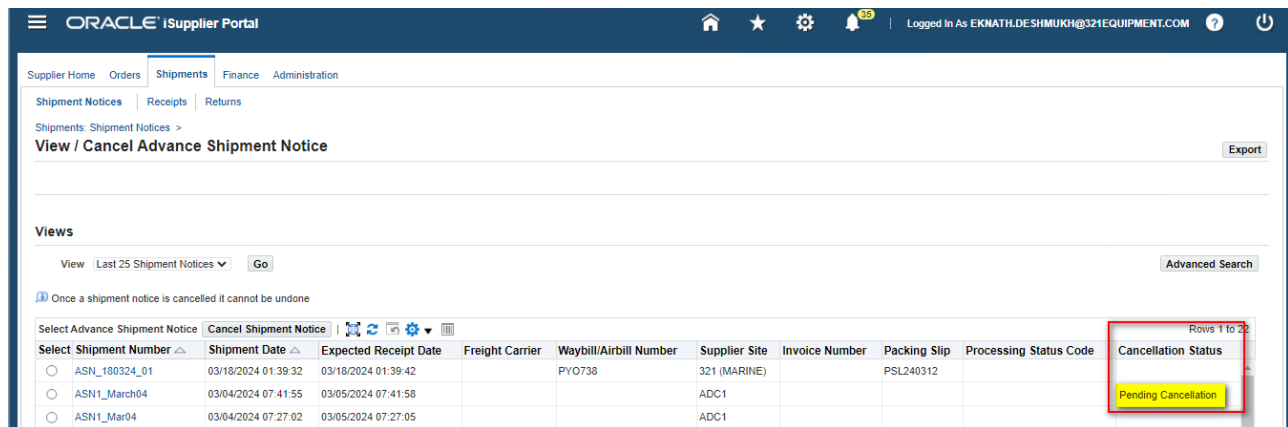 ORACLE iSupplier Portal 35 Logged In As EKNATH.DESHMUKH@321EQUIPMENT.COM ?
Supplier Home Orders Shipments Finance Administration
Shipment Notices Receipts Returns
Shipments: Shipment Notices >
View / Cancel Advance Shipment Notice Export
Views
View Last 25 Shipment Notices Go Advanced Search
Once a shipment notice is cancelled it cannot be undone
Select Advance Shipment Notice Cancel Shipment Notice Rows 1 to 22
Select Shipment Number Shipment Date Expected Receipt Date Freight Carrier Waybill/Airbill Number Supplier Site Invoice Number Packing Slip Processing Status Code Cancellation Status
ASN_180324_01 03/18/2024 01:39:32 03/18/2024 01:39:42 PYO738 321 (MARINE) PSL240312
ASN1_March04 03/04/2024 07:41:55 03/05/2024 07:41:58 ADC1 Pending Cancellation
ASN1_Mar04 03/04/2024 07:27:02 03/05/2024 07:27:05 ADC1